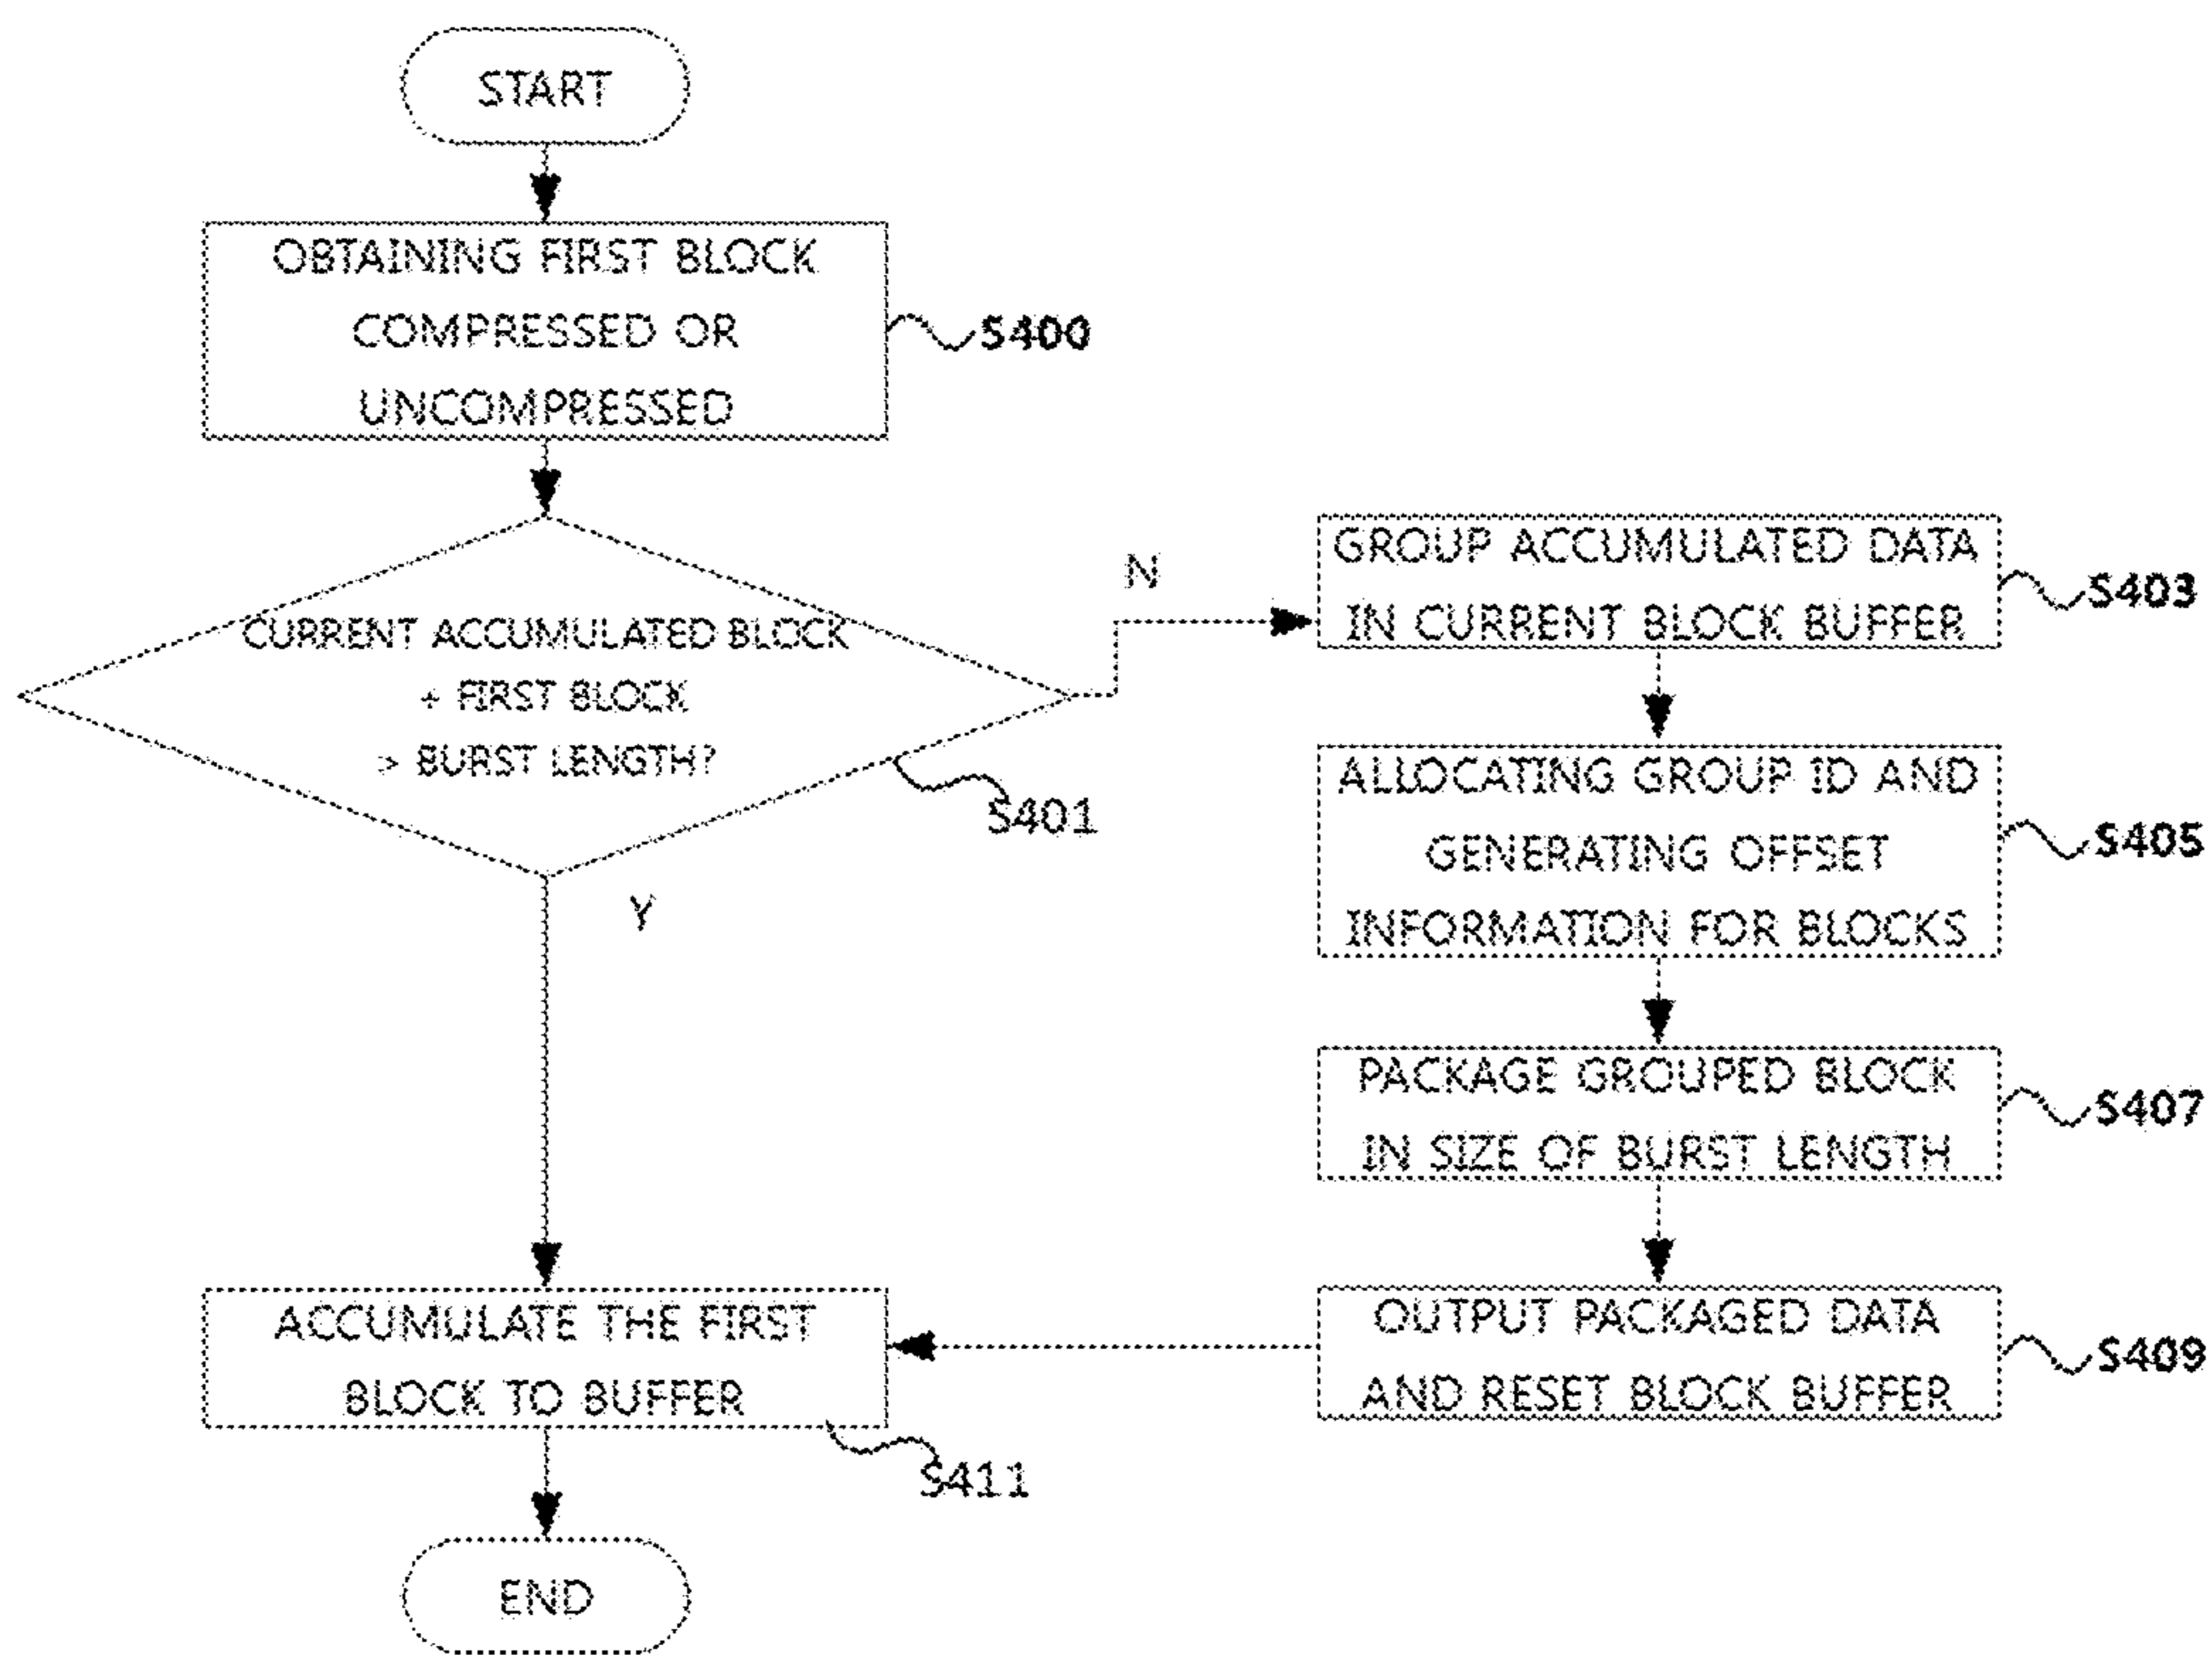 START
OBTAINING FIRST BLOCK
COMPRESSED OR
UNCOMPRESSED
S400
CURRENT ACCUMULATED BLOCK
+ FIRST BLOCK
> BURST LENGTH?
S401
N
Y
GROUP ACCUMULATED DATA
IN CURRENT BLOCK BUFFER
S403
ALLOCATING GROUP ID AND
GENERATING OFFSET
INFORMATION FOR BLOCKS
S405
PACKAGE GROUPED BLOCK
IN SIZE OF BURST LENGTH
S407
OUTPUT PACKAGED DATA
AND RESET BLOCK BUFFER
S409
ACCUMULATE THE FIRST
BLOCK TO BUFFER
S411
END